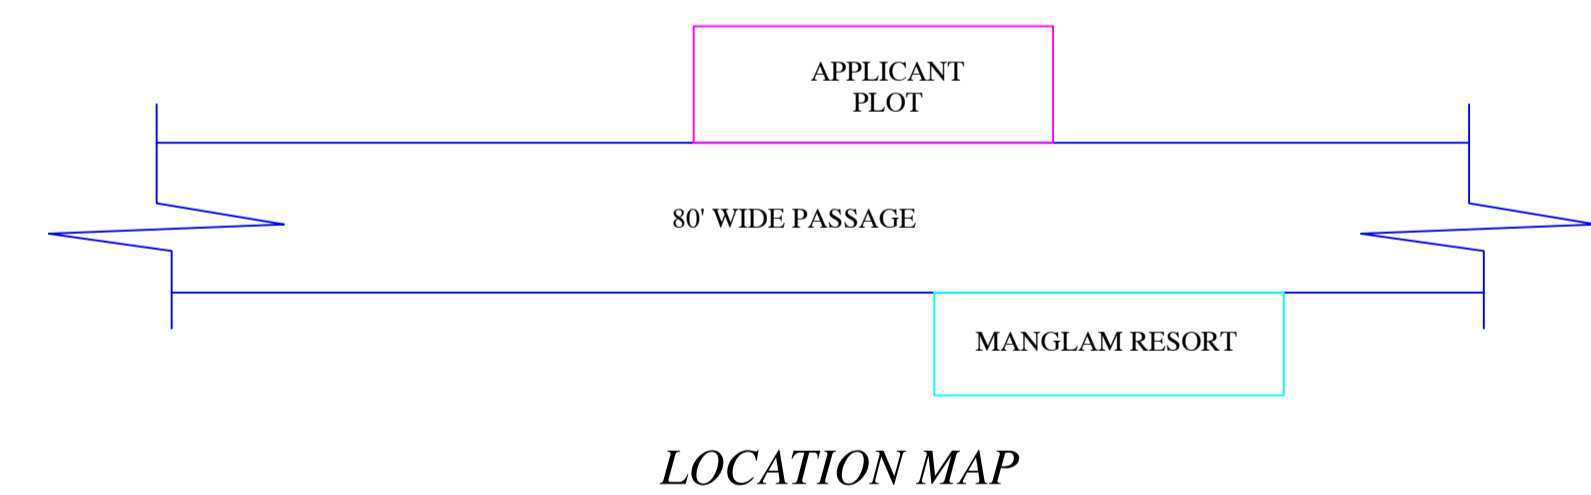 APPLICANT
PLOT
80' WIDE PASSAGE
MANGLAM RESORT
LOCATION MAP